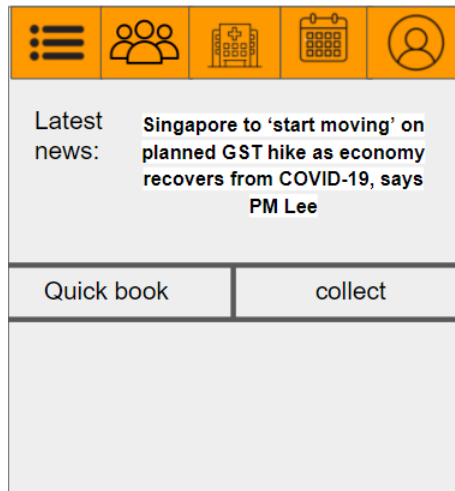 Latest
news:
Singapore to ‘start moving’ on
planned GST hike as economy
recovers from COVID-19, says
PM Lee
Quick book
collect